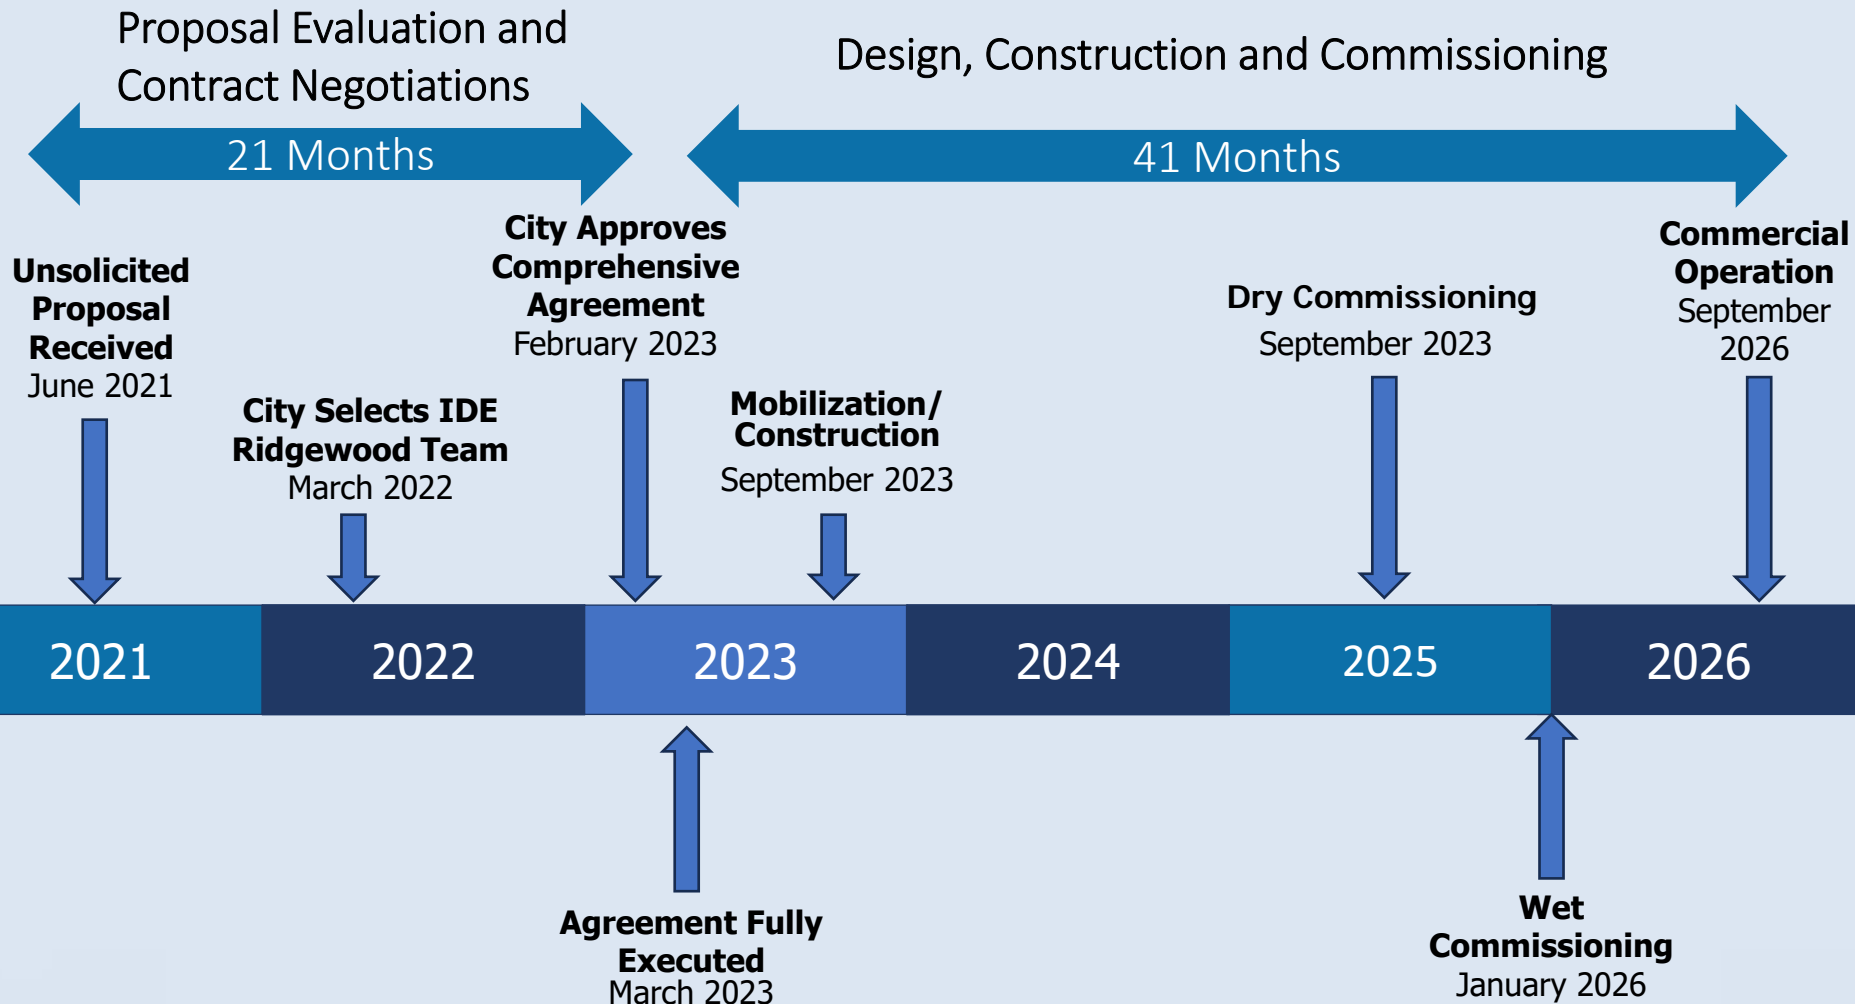 Proposal Evaluation and
Contract Negotiations
Design, Construction and Commissioning
21 Months
41 Months
Unsolicited
Proposal
Received
June 2021
City Selects IDE
Ridgewood Team
March 2022
City Approves
Comprehensive
Agreement
February 2023
Mobilization/
Construction
September 2023
Dry Commissioning
September 2023
Commercial
Operation
September
2026
2021
2022
2023
2024
2025
2026
Agreement Fully
Executed
March 2023
Wet
Commissioning
January 2026